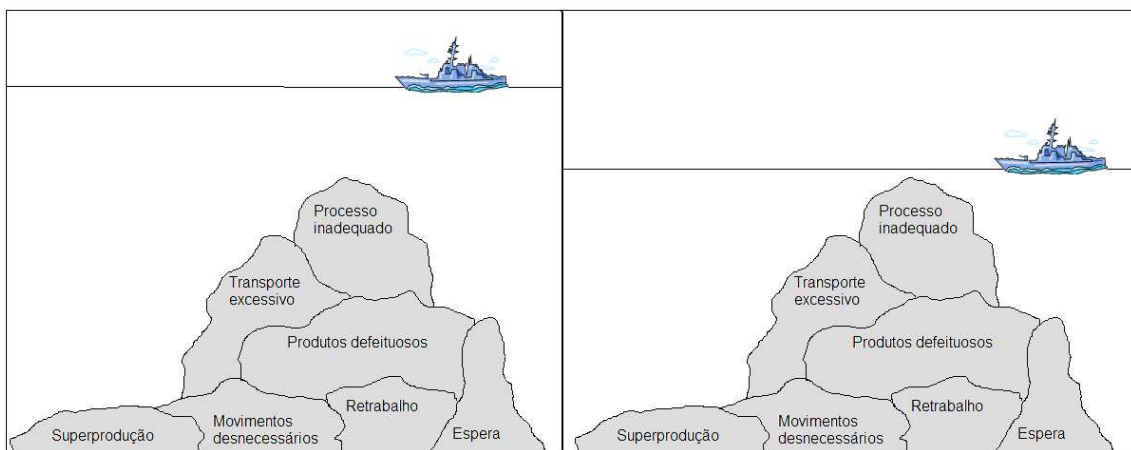 Processo
inadequado
Transporte
excessivo
Produtos defeituosos
Retrabalho
Superprodução
Movimentos
desnecessários
Espera
Processo
inadequado
Transporte
excessivo
Produtos defeituosos
Retrabalho
Superprodução
Movimentos
desnecessários
Espera